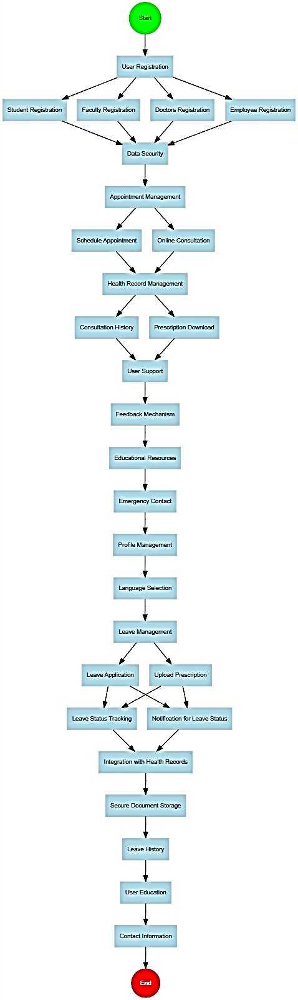 Start
User Registration
Student Registration
Faculty Registration
Doctors Registration
Employee Registration
Data Security
Appointment Management
Schedule Appointment
Online Consultation
Health Record Management
Consultation History
Prescription Download
User Support
Feedback Mechanism
Educational Resources
Emergency Contact
Profile Management
Language Selection
Leave Management
Leave Application
Upload Prescription
Leave Status Tracking
Notification for Leave Status
Integration with Health Records
Secure Document Storage
Leave History
User Education
Contact Information
End